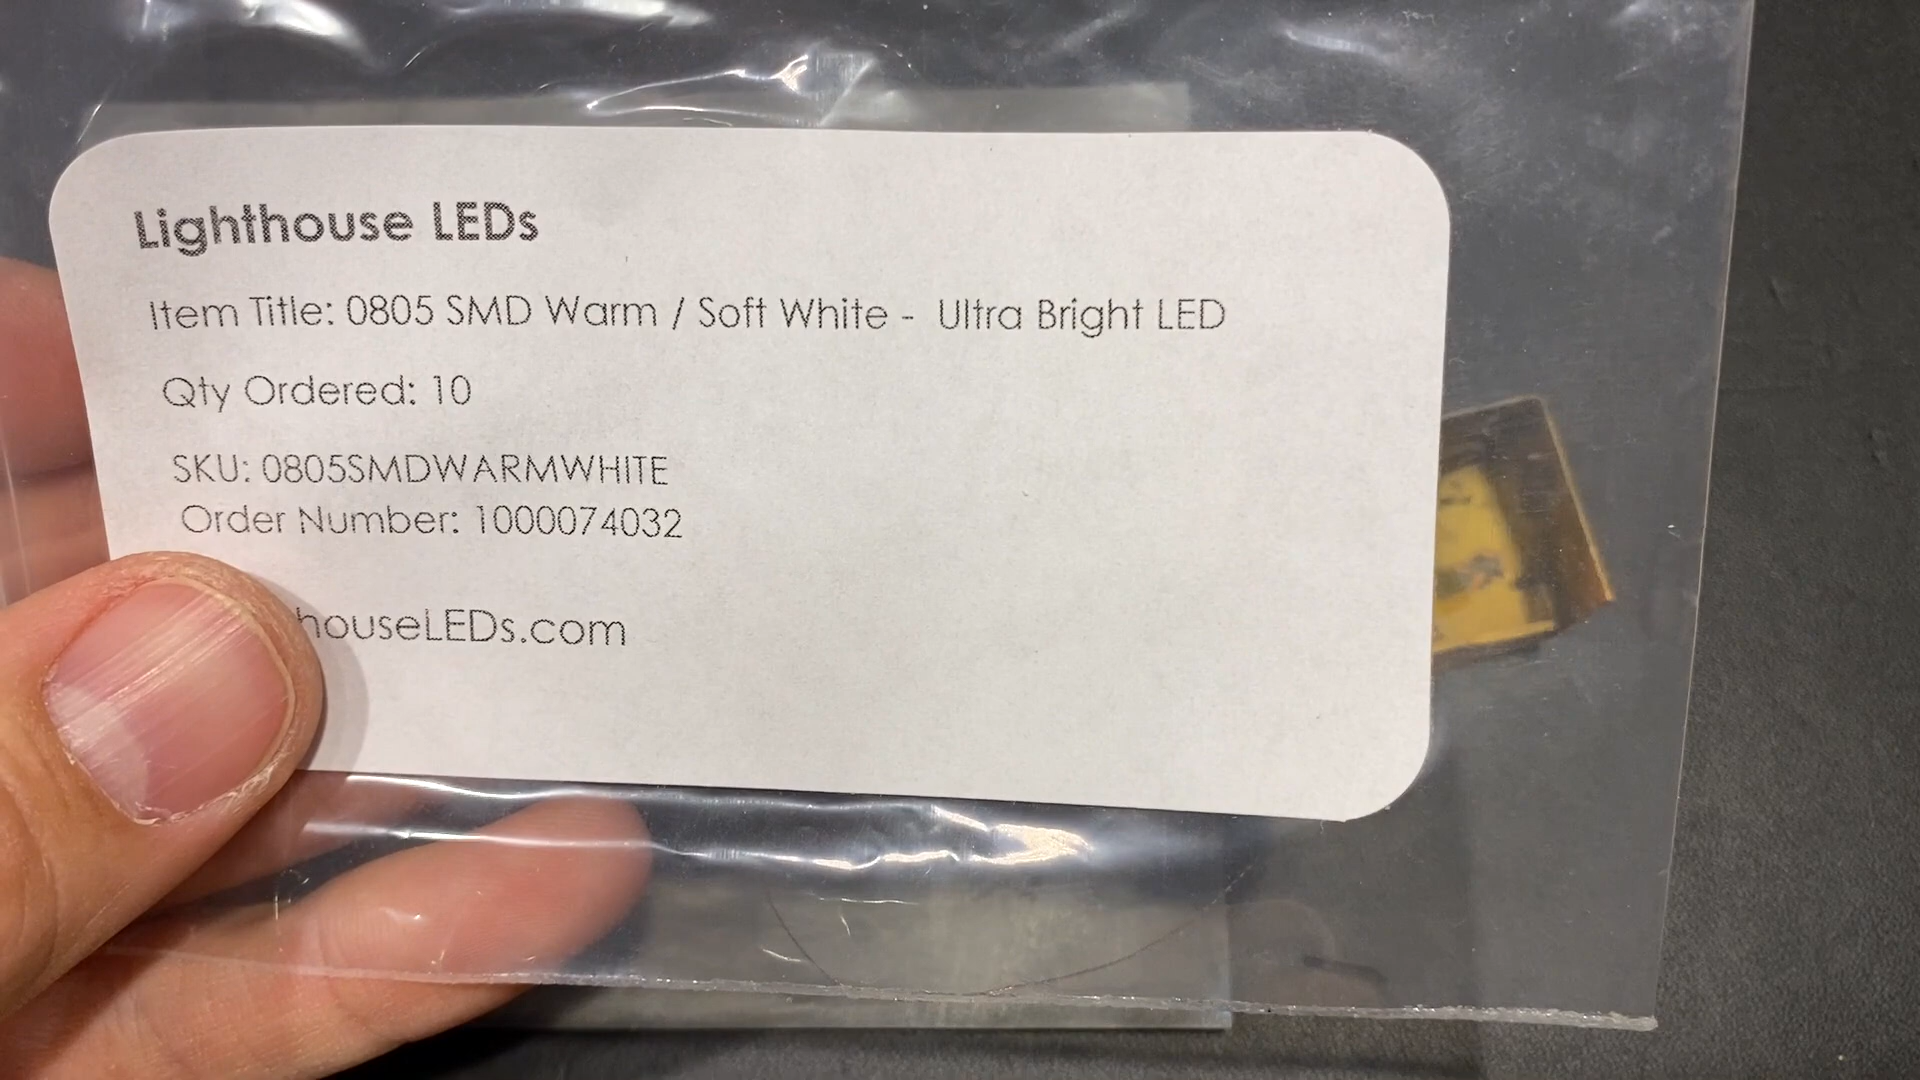 Lighthouse LEDs
Item Title: 0805 SMD Warm / Soft White - Ultra Bright LED
Qty Ordered: 10
SKU: 0805SMDWARMWHITE
Order Number: 1000074032
houseLEDs.com